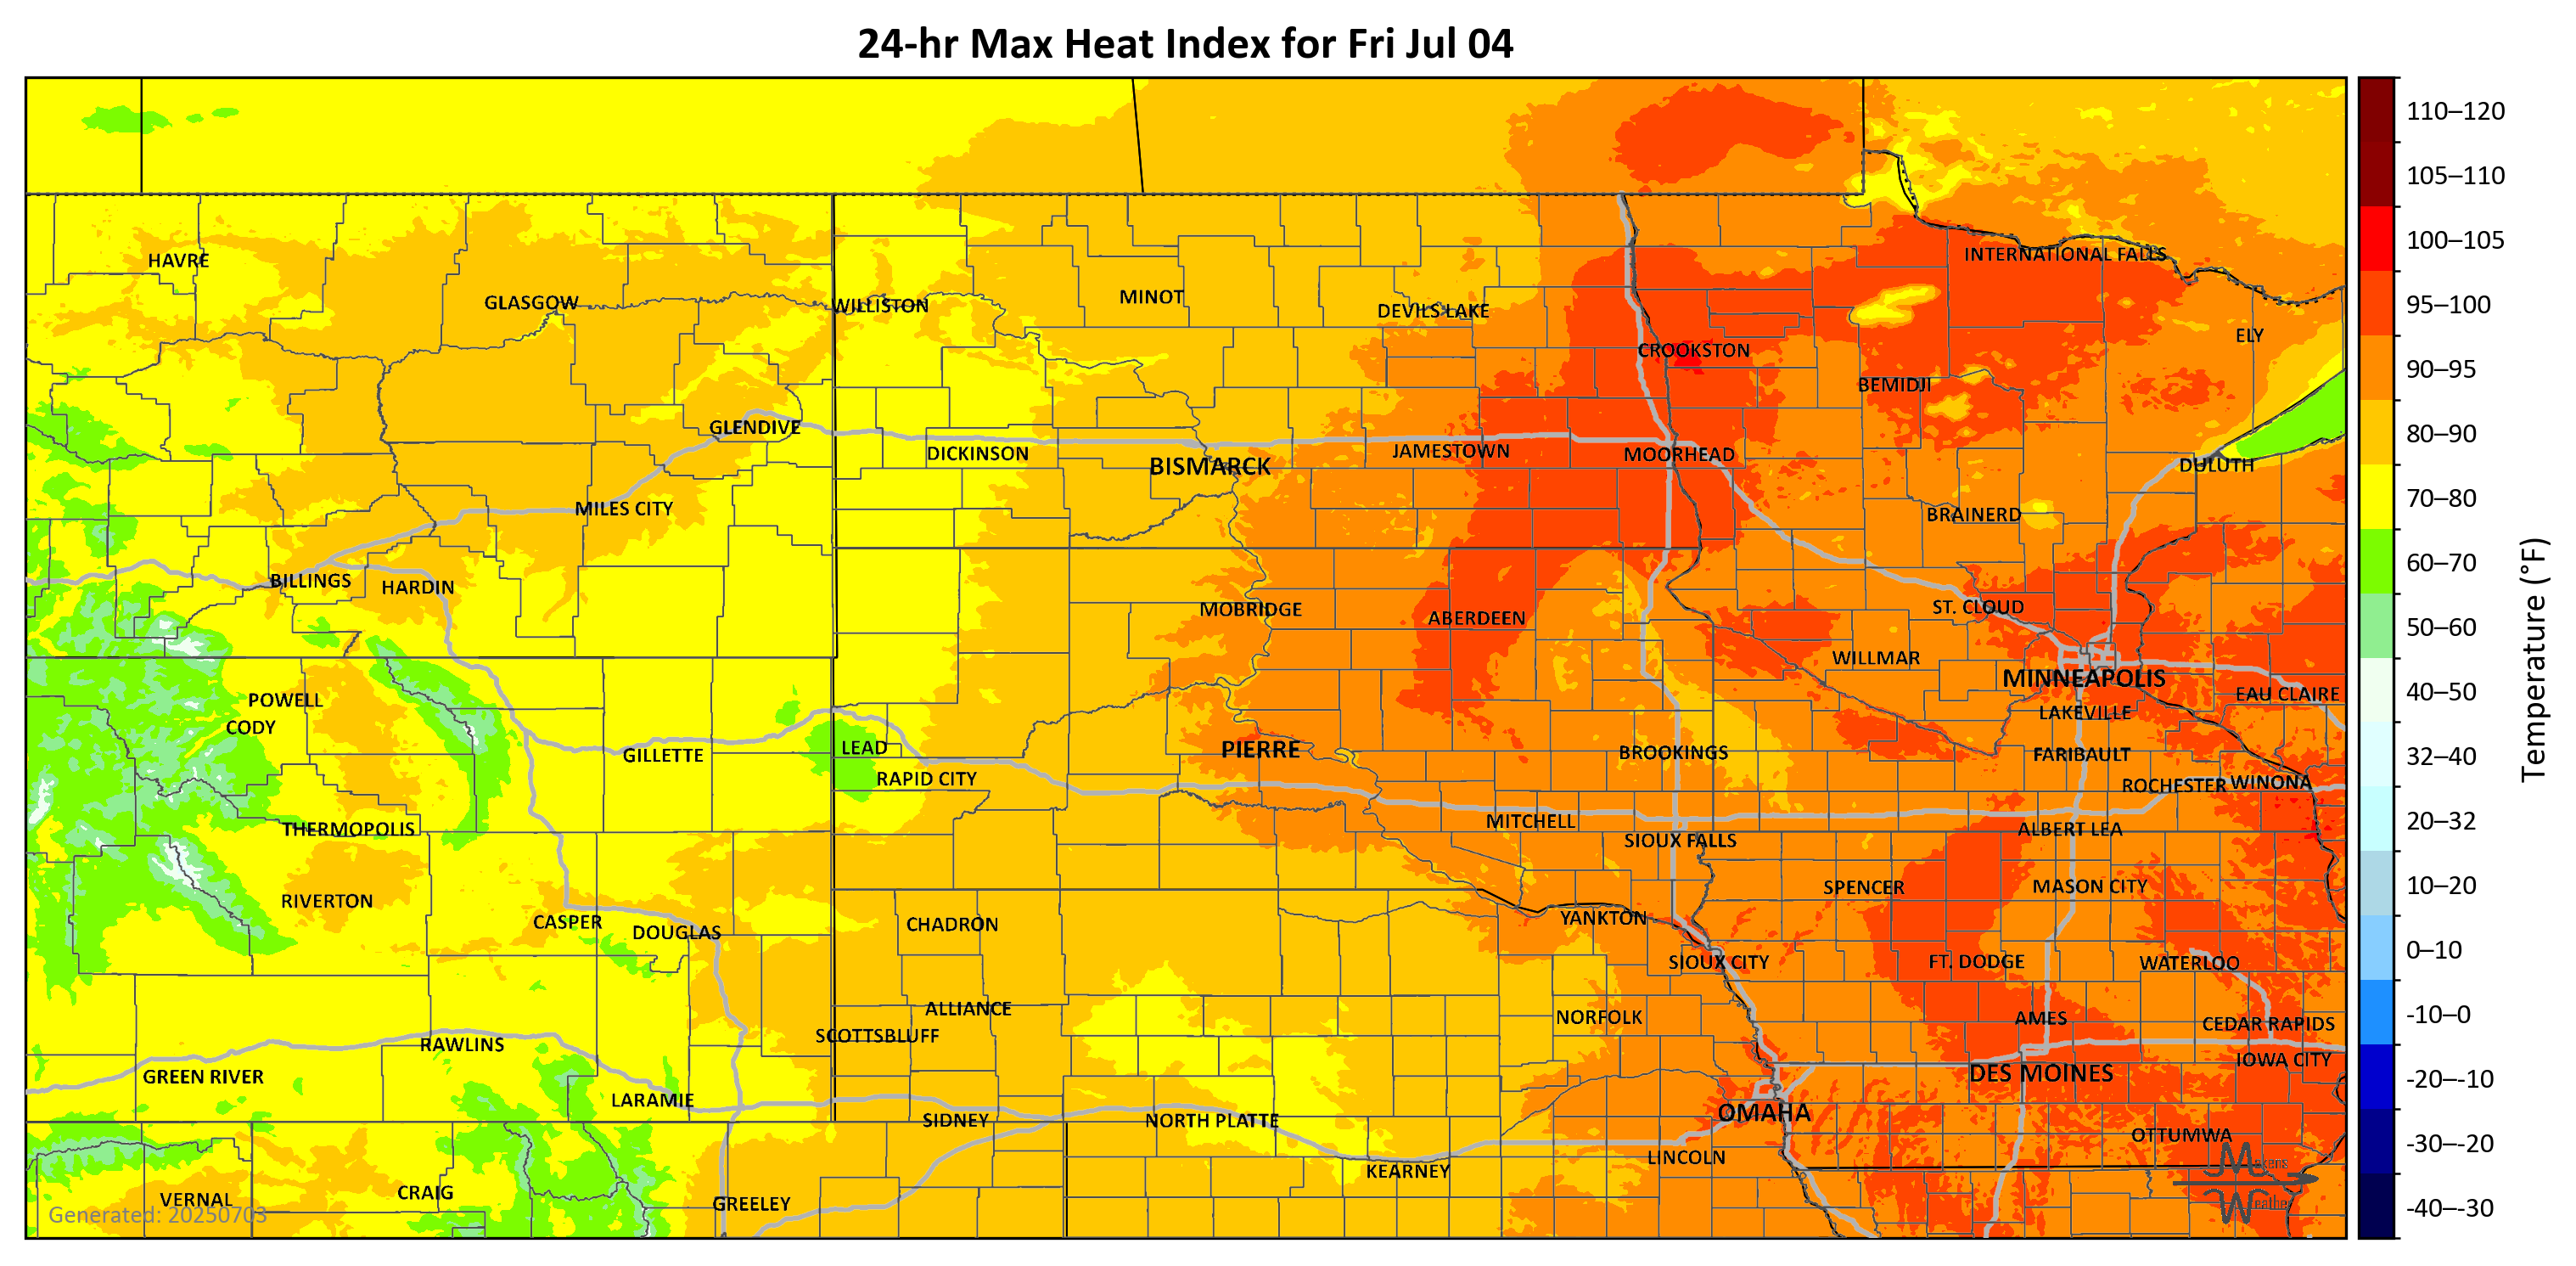 24-hr Max Heat Index for Fri Jul 04
110–120
105–110
HAVRE
INTERNATIONAL FALLS
100–105
GLASGOW
WILLISTON
MINOT
DEVILS LAKE
95–100
ELY
CROOKSTON
BEMIDJI
90–95
GLENDIVE
DICKINSON
BISMARCK
JAMESTOWN
MOORHEAD
DULUTH
80–90
MILES CITY
BRAINERD
70–80
BILLINGS
HARDIN
MOBRIDGE
ABERDEEN
ST. CLOUD
60–70
50–60
WILLMAR
MINNEAPOLIS
EAU CLAIRE
40–50
POWELL
CODY
LAKEVILLE
GILLETTE
LEAD
PIERRE
BROOKINGS
FARIBAULT
32–40
RAPID CITY
ROCHESTER
WINONA
Temperature (°F)
THERMOPOLIS
MITCHELL
SIOUX FALLS
ALBERT LEA
20–32
RIVERTON
SPENCER
MASON CITY
10–20
CASPER
DOUGLAS
CHADRON
YANKTON
SIOUX CITY
FT. DODGE
WATERLOO
0–10
ALLIANCE
NORFOLK
AMES
CEDAR RAPIDS
-10–0
SCOTTSBLUFF
RAWLINS
IOWA CITY
GREEN RIVER
DES MOINES
-20–-10
LARAMIE
SIDNEY
NORTH PLATTE
OMAHA
OTTUMWA
-30–-20
KEARNEY
LINCOLN
Makens
Weather
VERNAL
CRAIG
GREELEY
-40–-30
Generated: 20250703